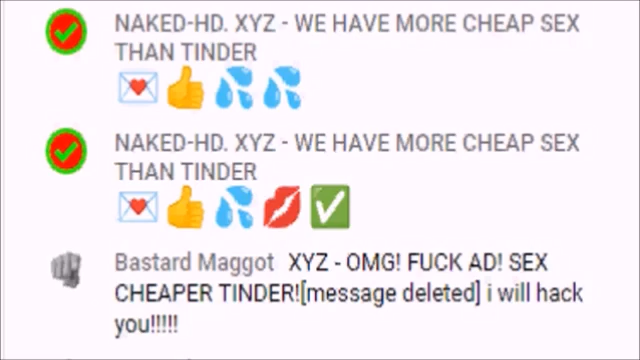 NAKED-HD. XYZ - WE HAVE MORE CHEAP SEX
THAN TINDER
💌👍💦💦
NAKED-HD. XYZ - WE HAVE MORE CHEAP SEX
THAN TINDER
💌👍💦💋✅
Bastard Maggot XYZ - OMG! FUCK AD! SEX
CHEAPER TINDER![message deleted] i will hack
you!!!!!